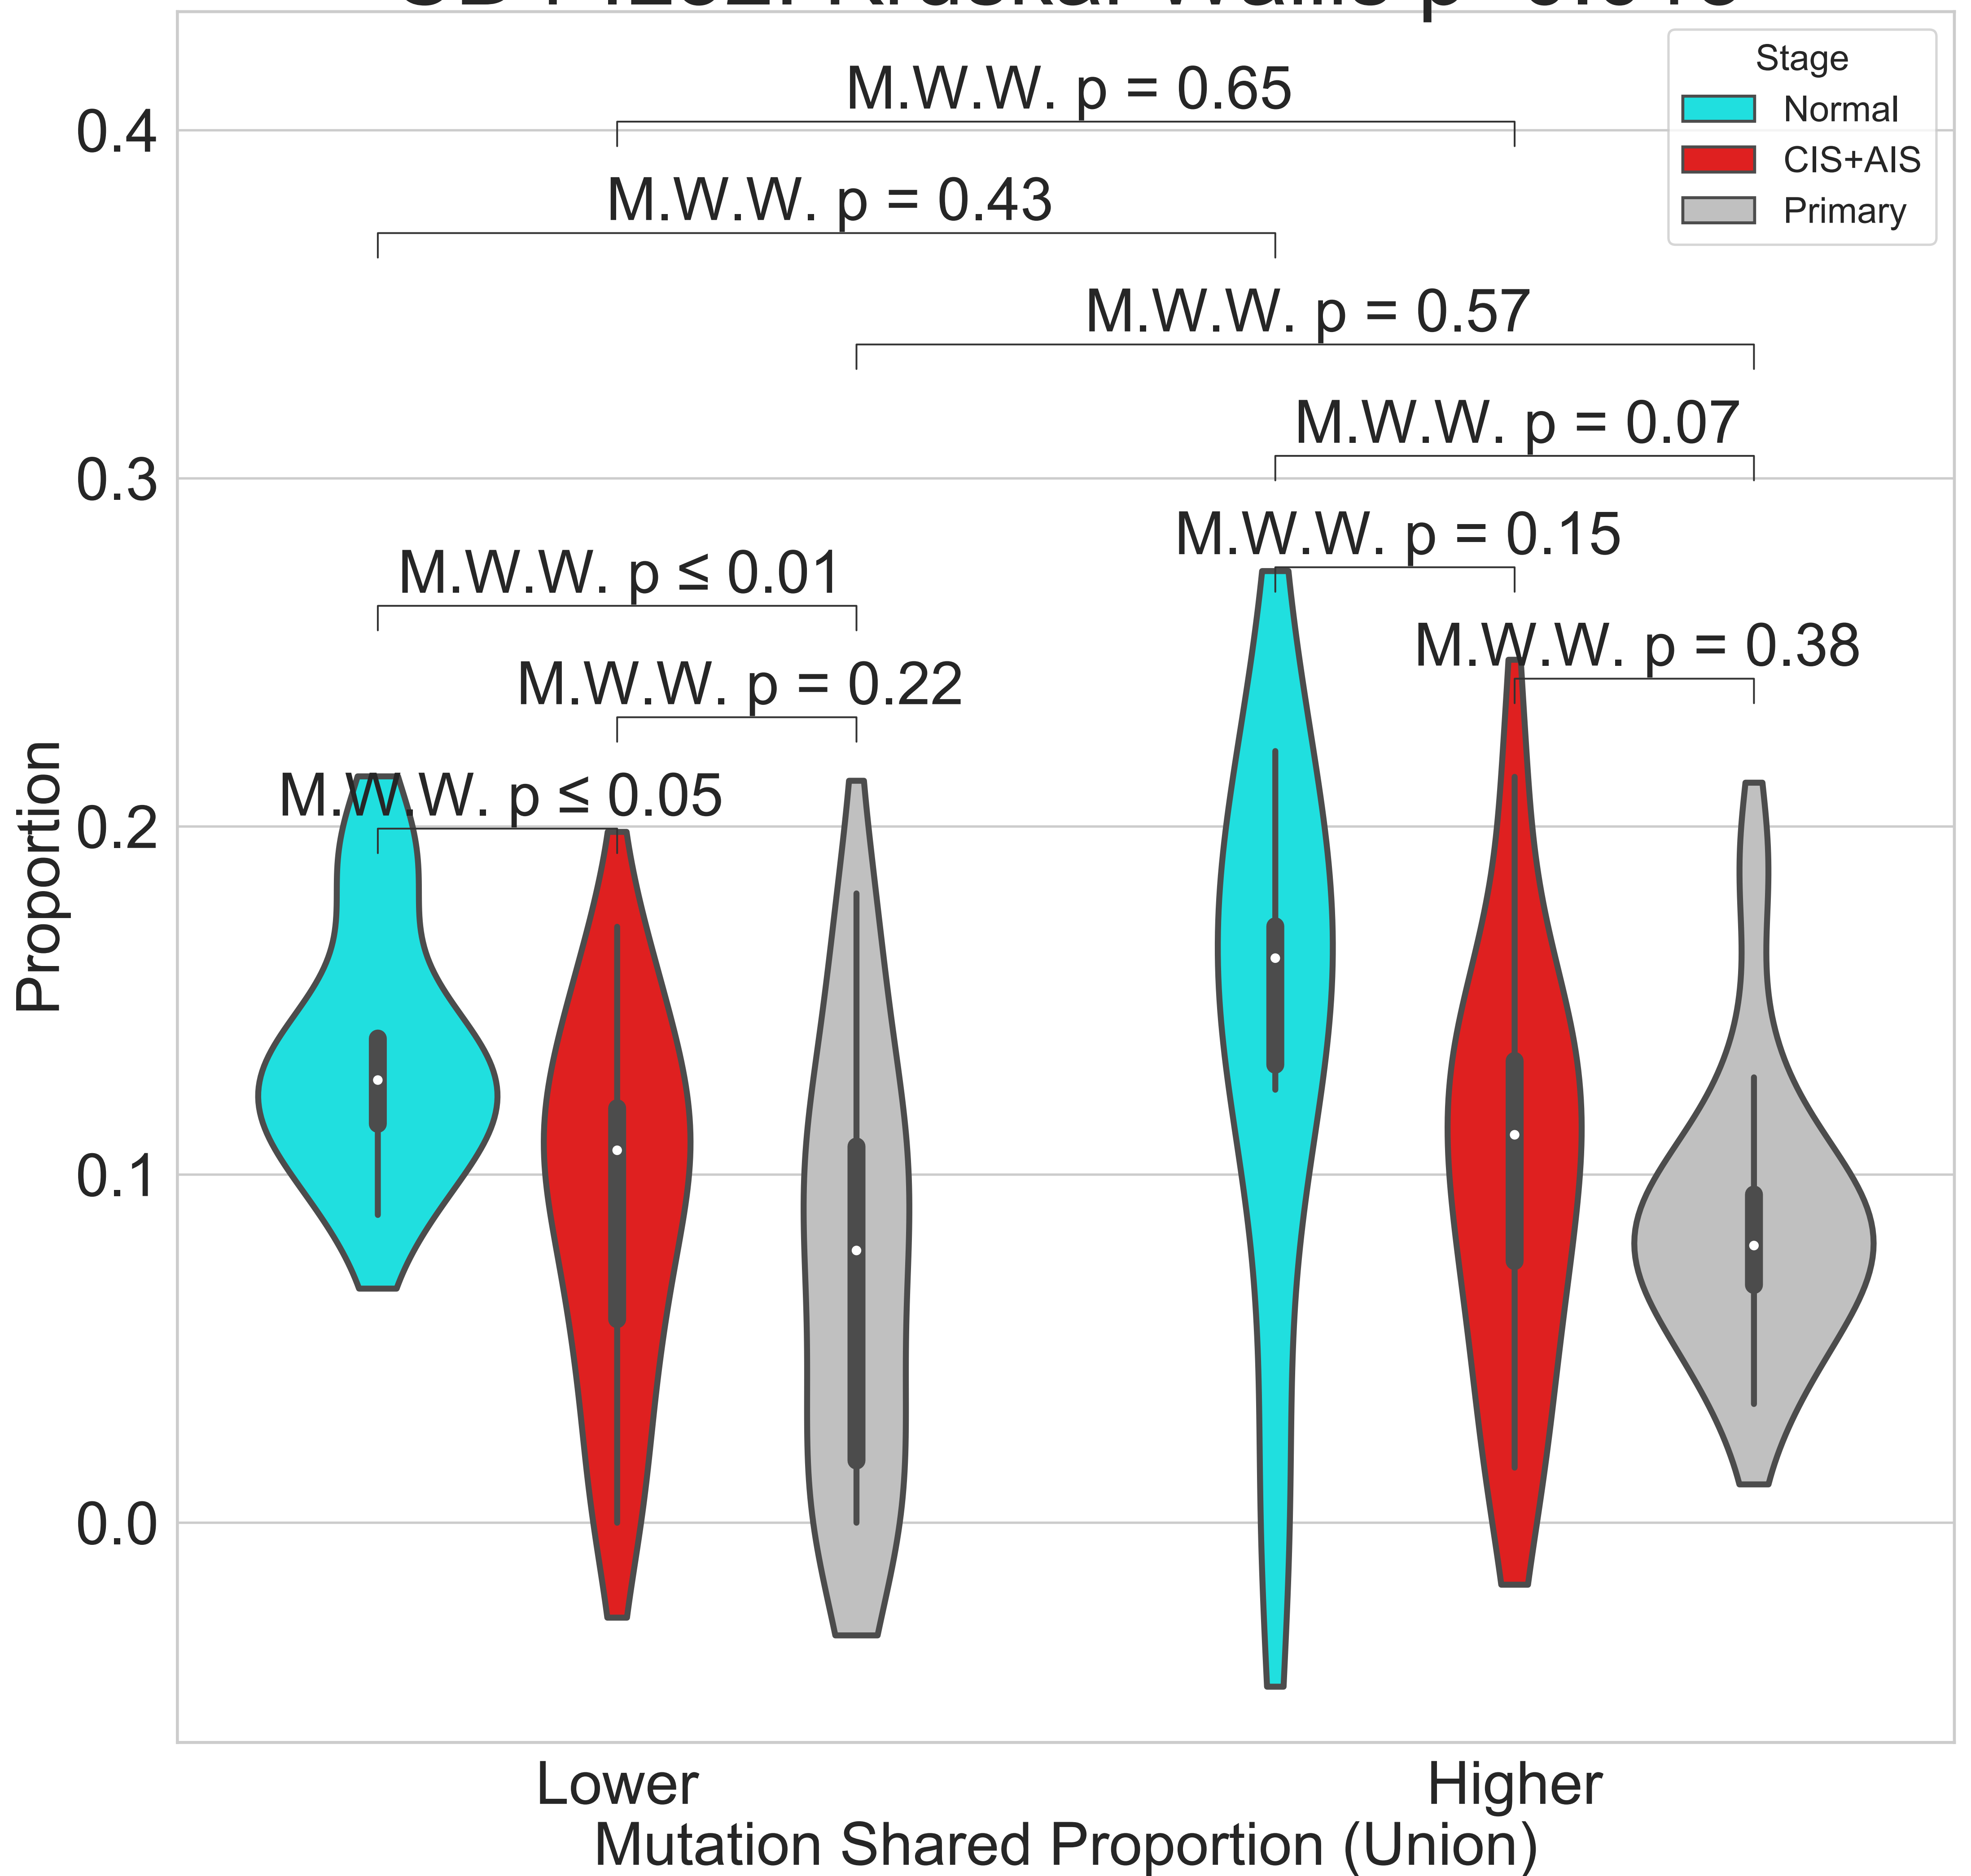 Stage
Normal
CIS+AIS
Primary
M.W.W. p = 0.65
M.W.W. p = 0.43
M.W.W. p = 0.57
M.W.W. p = 0.07
M.W.W. p = 0.15
M.W.W. p ≤ 0.01
M.W.W. p = 0.38
M.W.W. p = 0.22
M.W.W. p ≤ 0.05
0.4
0.3
0.2
0.1
0.0
Proportion
Lower
Higher
Mutation Shared Proportion (Union)